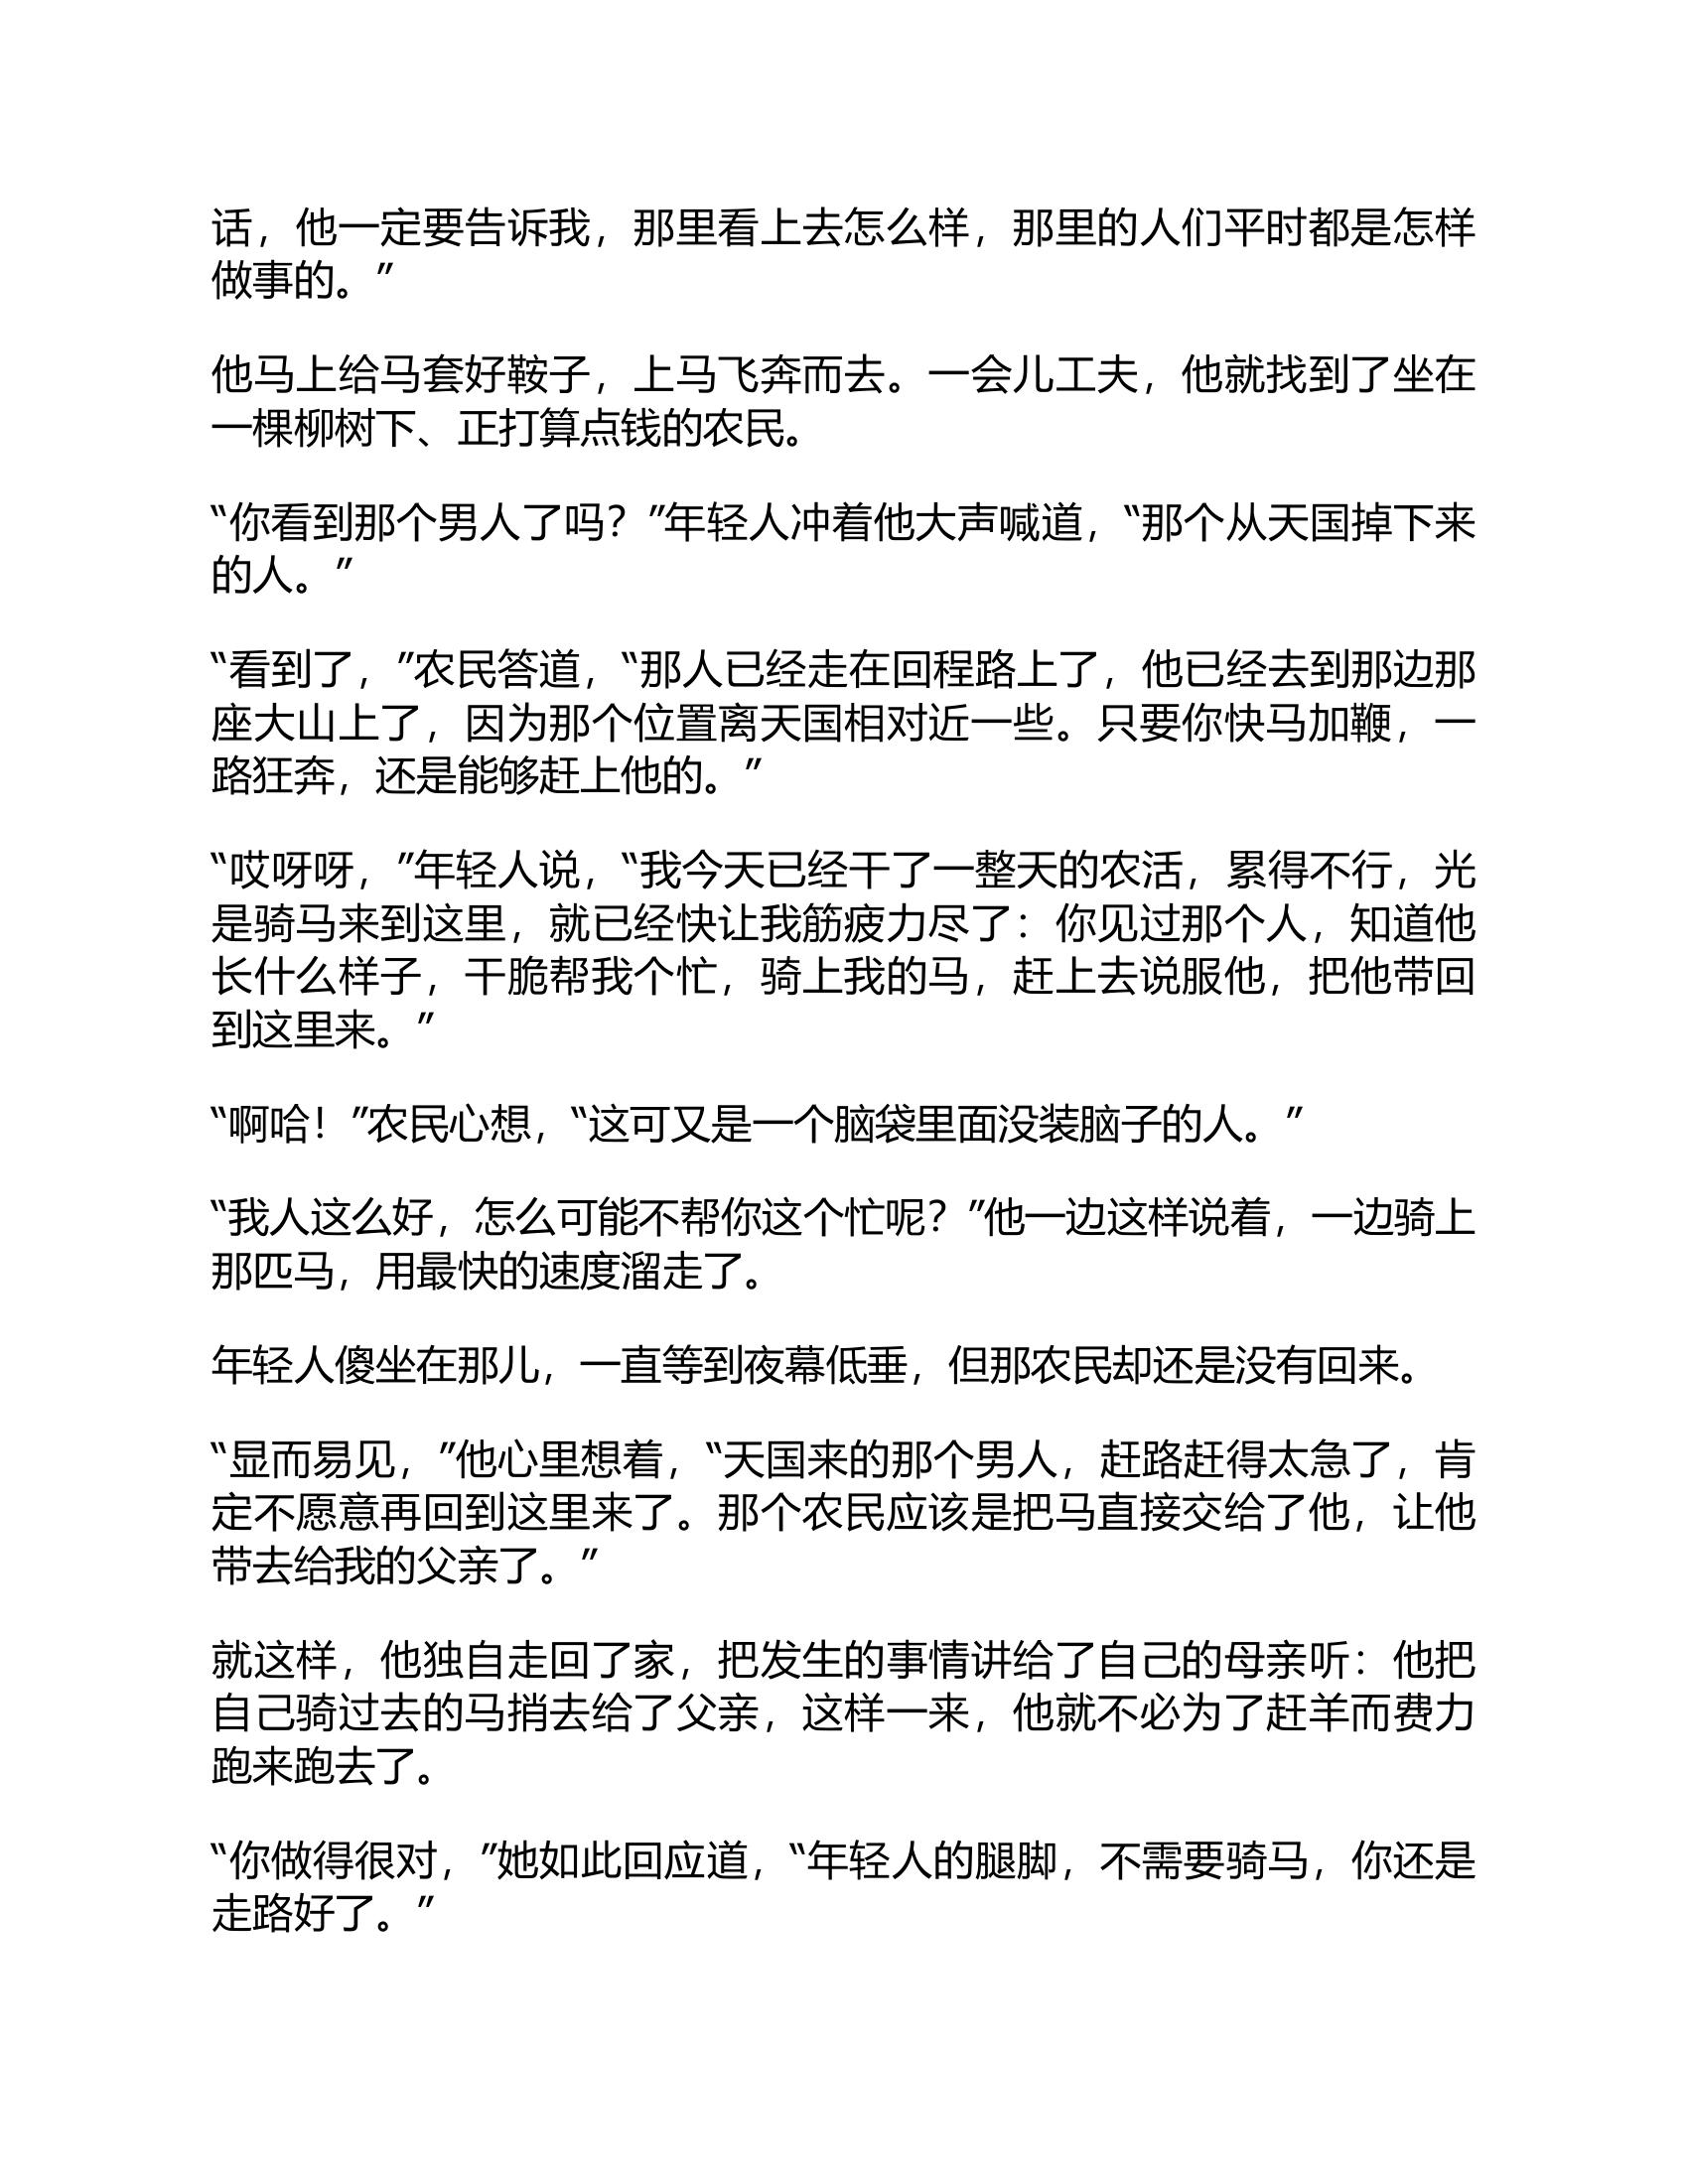 话，他一定要告诉我，那里看上去怎么样，那里的人们平时都是怎样
做事的。”
他马上给马套好鞍子，上马飞奔而去。一会儿工夫，他就找到了坐在
一棵柳树下、正打算点钱的农民。
“你看到那个男人了吗？”年轻人冲着他大声喊道，“那个从天国掉下来
的人。”
“看到了，”农民答道，“那人已经走在回程路上了，他已经去到那边那
座大山上了，因为那个位置离天国相对近一些。只要你快马加鞭，一
路狂奔，还是能够赶上他的。”
“哎呀呀，”年轻人说，“我今天已经干了一整天的农活，累得不行，光
是骑马来到这里，就已经快让我筋疲力尽了：你见过那个人，知道他
长什么样子，干脆帮我个忙，骑上我的马，赶上去说服他，把他带回
到这里来。”
“啊哈！”农民心想，“这可又是一个脑袋里面没装脑子的人。”
“我人这么好，怎么可能不帮你这个忙呢？”他一边这样说着，一边骑上
那匹马，用最快的速度溜走了。
年轻人傻坐在那儿，一直等到夜幕低垂，但那农民却还是没有回来。
“显而易见，”他心里想着，“天国来的那个男人，赶路赶得太急了，肯
定不愿意再回到这里来了。那个农民应该是把马直接交给了他，让他
带去给我的父亲了。”
就这样，他独自走回了家，把发生的事情讲给了自己的母亲听：他把
自己骑过去的马捎去给了父亲，这样一来，他就不必为了赶羊而费力
跑来跑去了。
“你做得很对，”她如此回应道，“年轻人的腿脚，不需要骑马，你还是
走路好了。”